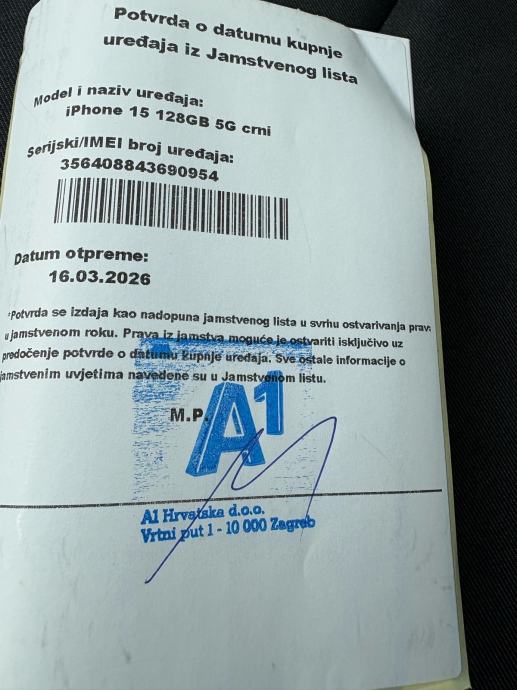 Potvrda o datumu kupnje
uređaja iz Jamstvenog lista
Model i naziv uređaja:
iPhone 15 128GB 5G crni
Serijski/IMEI broj uređaja:
356408843690954
Datum otpreme:
16.03.2026
*Potvrda se izdaje kao nadopuna jamstvenog lista u svrhu ostvarivanja prava
u jamstvenom roku. Prava iz jamstva moguće je ostvariti isključivo uz
predočenje potvrde o datumu kupnje uređaja. Sve ostale informacije o
jamstvenim uvjetima navedene su u Jamstvenom listu.
M.P.
A1
A1 Hrvatska d.o.o.
Vrtni put 1 - 10 000 Zagreb